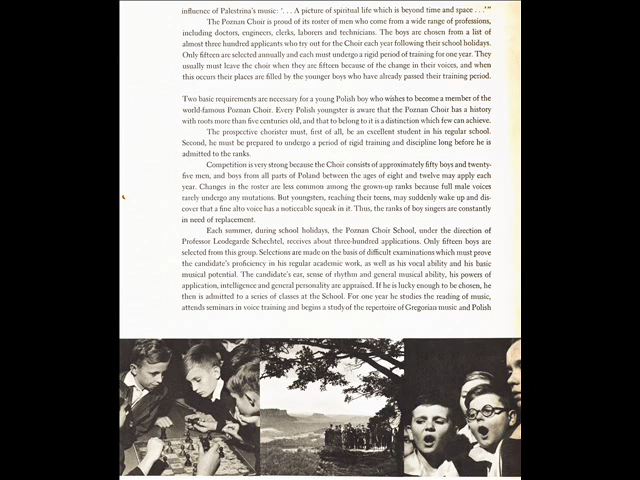 influence of Palestrina's music: '. . . A picture of spiritual life which is beyond time and space . . .'"
The Poznan Choir is proud of its roster of men who come from a wide range of professions,
including doctors, engineers, clerks, laborers and technicians. The boys are chosen from a list of
almost three hundred applicants who try out for the Choir each year following their school holidays.
Only fifteen are selected annually and each must undergo a rigid period of training for one year. They
usually must leave the choir when they are fifteen because of the change in their voices, and when
this occurs their places are filled by the younger boys who have already passed their training period.
Two basic requirements are necessary for a young Polish boy who wishes to become a member of the
world-famous Poznan Choir. Every Polish youngster is aware that the Poznan Choir has a history
with roots more than five centuries old, and that to belong to it is a distinction which few can achieve.
The prospective chorister must, first of all, be an excellent student in his regular school.
Second, he must be prepared to undergo a period of rigid training and discipline long before he is
admitted to the ranks.
Competition is very strong because the Choir consists of approximately fifty boys and twenty-
five men, and boys from all parts of Poland between the ages of eight and twelve may apply each
year. Changes in the roster are less common among the grown-up ranks because full male voices
rarely undergo any mutations. But youngsters, reaching their teens, may suddenly wake up and dis-
cover that a fine alto voice has a noticeable squeak in it. Thus, the ranks of boy singers are constantly
in need of replacement.
Each summer, during school holidays, the Poznan Choir School, under the direction of
Professor Leodegarde Schechtel, receives about three-hundred applications. Only fifteen boys are
selected from this group. Selections are made on the basis of difficult examinations which must prove
the candidate's proficiency in his regular academic work, as well as his vocal ability and his basic
musical potential. The candidate's ear, sense of rhythm and general musical ability, his powers of
application, intelligence and general personality are appraised. If he is lucky enough to be chosen, he
then is admitted to a series of classes at the School. For one year he studies the reading of music,
attends seminars in voice training and begins a study of the repertoire of Gregorian music and Polish